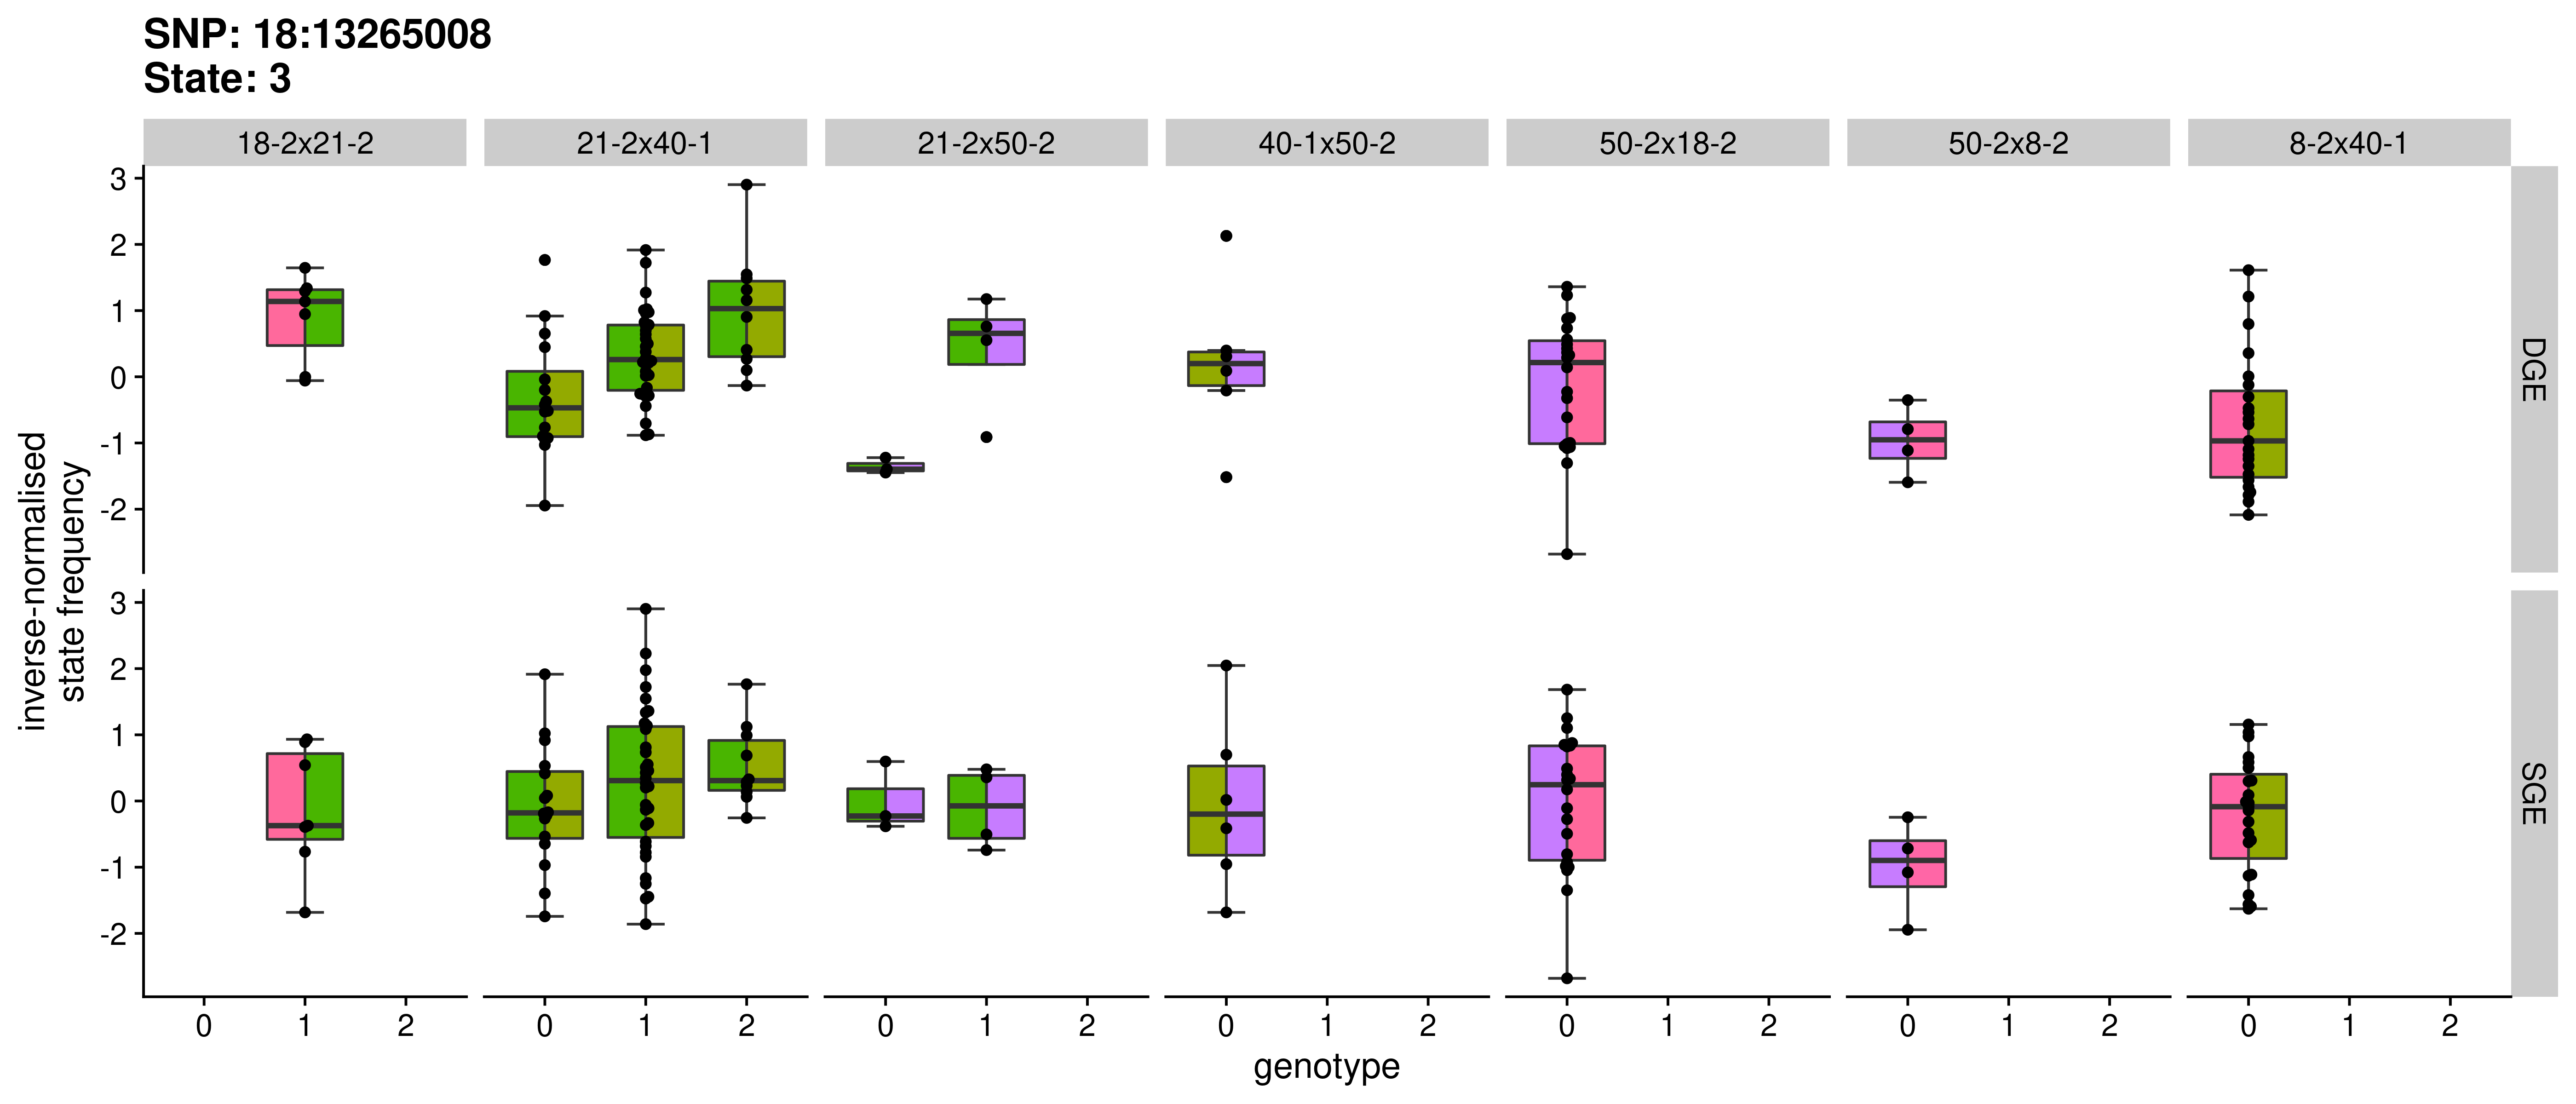 SNP: 18:13265008
State: 3
18-2x21-2 21-2x40-1 21-2x50-2 40-1x50-2 50-2x18-2 50-2x8-2 8-2x40-1
3
2
1
0
-1
-2
DGE
inverse-normalised
state frequency
3
2
1
0
-1
-2
SGE
0 1 2 0 1 2 0 1 2 0 1 2 0 1 2 0 1 2 0 1 2
genotype